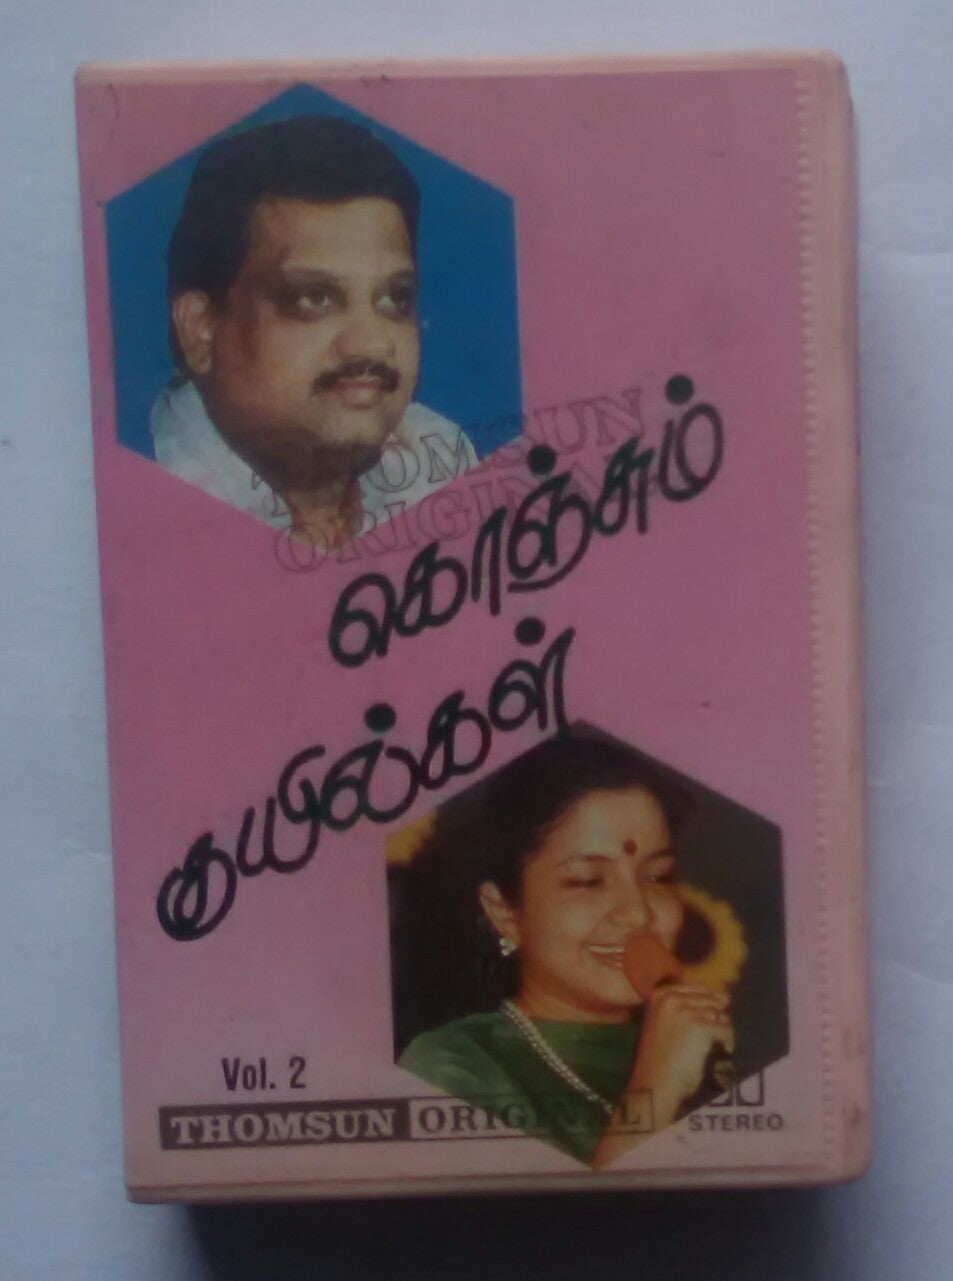 THOMSUN
ORIGINAL
கொஞ்சும்
குயில்கள்
Vol. 2
THOMSUN ORIGINAL
STEREO